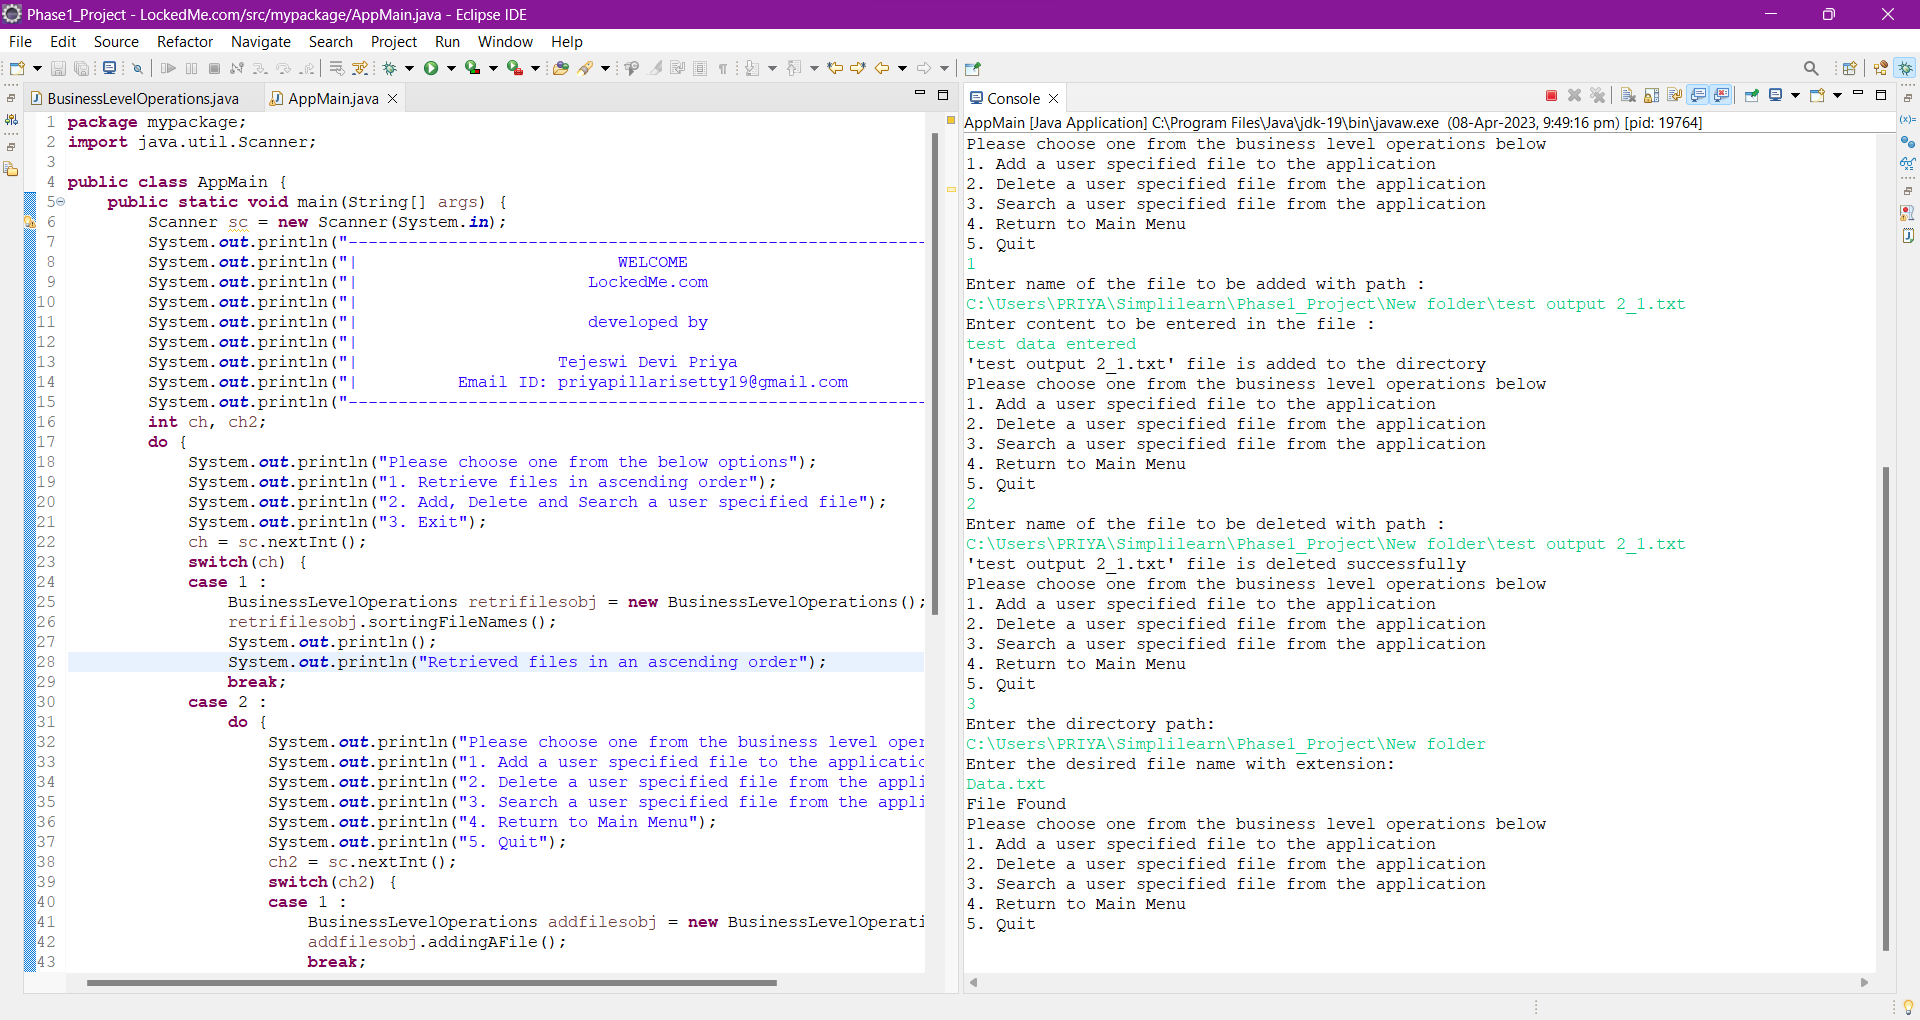 Phase1_Project - LockedMe.com/src/mypackage/AppMain.java - Eclipse IDE
File Edit Source Refactor Navigate Search Project Run Window Help
BusinessLevelOperations.java AppMain.java
1 package mypackage;
2 import java.util.Scanner;
3
4 public class AppMain {
5 public static void main(String[] args) {
6 Scanner sc = new Scanner(System.in);
7 System.out.println("----------------------------------------------------------
8 System.out.println("| WELCOME
9 System.out.println("| LockedMe.com
10 System.out.println("|
11 System.out.println("| developed by
12 System.out.println("|
13 System.out.println("| Tejeswi Devi Priya
14 System.out.println("| Email ID: priyapillarisetty19@gmail.com
15 System.out.println("----------------------------------------------------------
16 int ch, ch2;
17 do {
18 System.out.println("Please choose one from the below options");
19 System.out.println("1. Retrieve files in ascending order");
20 System.out.println("2. Add, Delete and Search a user specified file");
21 System.out.println("3. Exit");
22 ch = sc.nextInt();
23 switch(ch) {
24 case 1 :
25 BusinessLevelOperations retrifilesobj = new BusinessLevelOperations();
26 retrifilesobj.sortingFileNames();
27 System.out.println();
28 System.out.println("Retrieved files in an ascending order");
29 break;
30 case 2 :
31 do {
32 System.out.println("Please choose one from the business level oper
33 System.out.println("1. Add a user specified file to the applicatic
34 System.out.println("2. Delete a user specified file from the appli
35 System.out.println("3. Search a user specified file from the appli
36 System.out.println("4. Return to Main Menu");
37 System.out.println("5. Quit");
38 ch2 = sc.nextInt();
39 switch(ch2) {
40 case 1 :
41 BusinessLevelOperations addfilesobj = new BusinessLevelOperati
42 addfilesobj.addingAFile();
43 break;
Console
AppMain [Java Application] C:\Program Files\Java\jdk-19\bin\javaw.exe (08-Apr-2023, 9:49:16 pm) [pid: 19764]
Please choose one from the business level operations below
1. Add a user specified file to the application
2. Delete a user specified file from the application
3. Search a user specified file from the application
4. Return to Main Menu
5. Quit
1
Enter name of the file to be added with path :
C:\Users\PRIYA\Simplilearn\Phase1_Project\New folder\test output 2_1.txt
Enter content to be entered in the file :
test data entered
'test output 2_1.txt' file is added to the directory
Please choose one from the business level operations below
1. Add a user specified file to the application
2. Delete a user specified file from the application
3. Search a user specified file from the application
4. Return to Main Menu
5. Quit
2
Enter name of the file to be deleted with path :
C:\Users\PRIYA\Simplilearn\Phase1_Project\New folder\test output 2_1.txt
'test output 2_1.txt' file is deleted successfully
Please choose one from the business level operations below
1. Add a user specified file to the application
2. Delete a user specified file from the application
3. Search a user specified file from the application
4. Return to Main Menu
5. Quit
3
Enter the directory path:
C:\Users\PRIYA\Simplilearn\Phase1_Project\New folder
Enter the desired file name with extension:
Data.txt
File Found
Please choose one from the business level operations below
1. Add a user specified file to the application
2. Delete a user specified file from the application
3. Search a user specified file from the application
4. Return to Main Menu
5. Quit